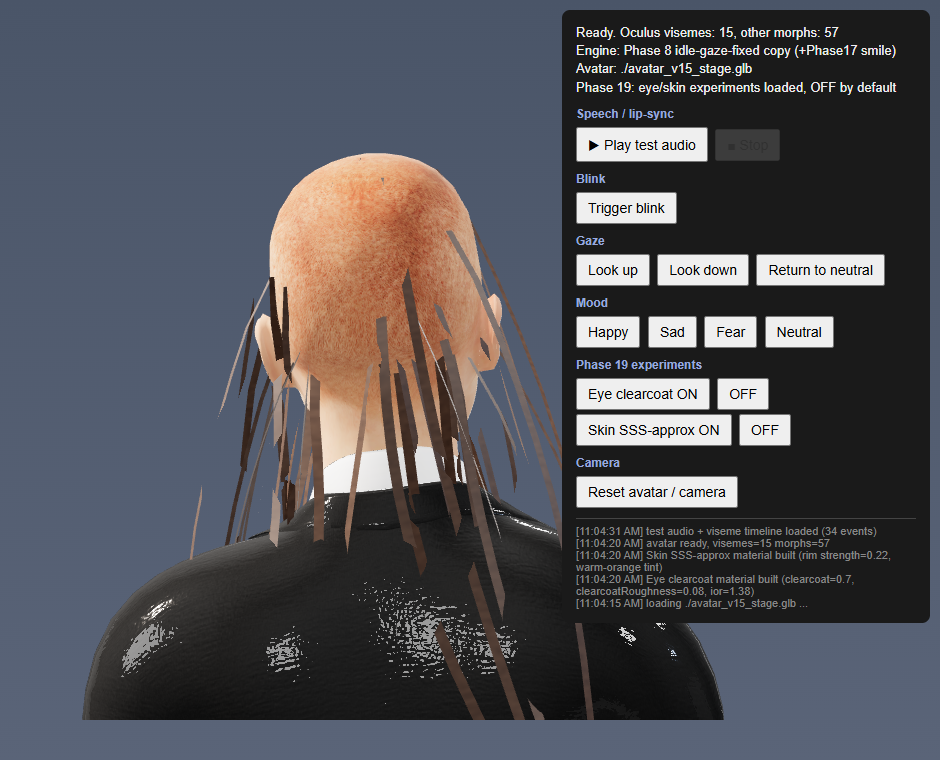 Ready. Oculus visemes: 15, other morphs: 57
Engine: Phase 8 idle-gaze-fixed copy (+Phase17 smile)
Avatar: ./avatar_v15_stage.glb
Phase 19: eye/skin experiments loaded, OFF by default
Speech / lip-sync
▶ Play test audio ■ Stop
Blink
Trigger blink
Gaze
Look up Look down Return to neutral
Mood
Happy Sad Fear Neutral
Phase 19 experiments
Eye clearcoat ON OFF
Skin SSS-approx ON OFF
Camera
Reset avatar / camera
[11:04:31 AM] test audio + viseme timeline loaded (34 events)
[11:04:20 AM] avatar ready, visemes=15 morphs=57
[11:04:20 AM] Skin SSS-approx material built (rim strength=0.22,
warm-orange tint)
[11:04:20 AM] Eye clearcoat material built (clearcoat=0.7,
clearcoatRoughness=0.08, ior=1.38)
[11:04:15 AM] loading ./avatar_v15_stage.glb ...